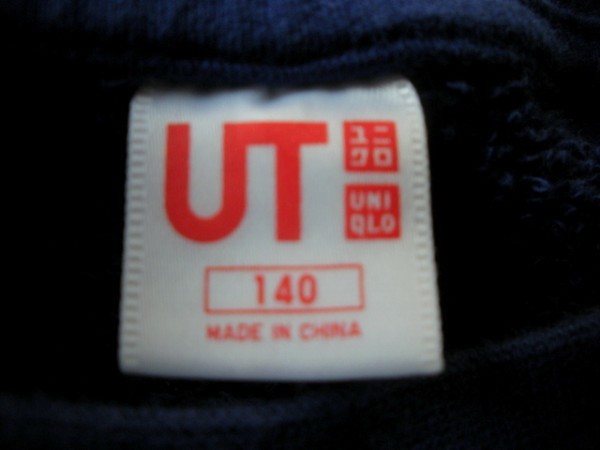 UT
ユニ
クロ
UNI
QLO
140
MADE IN CHINA